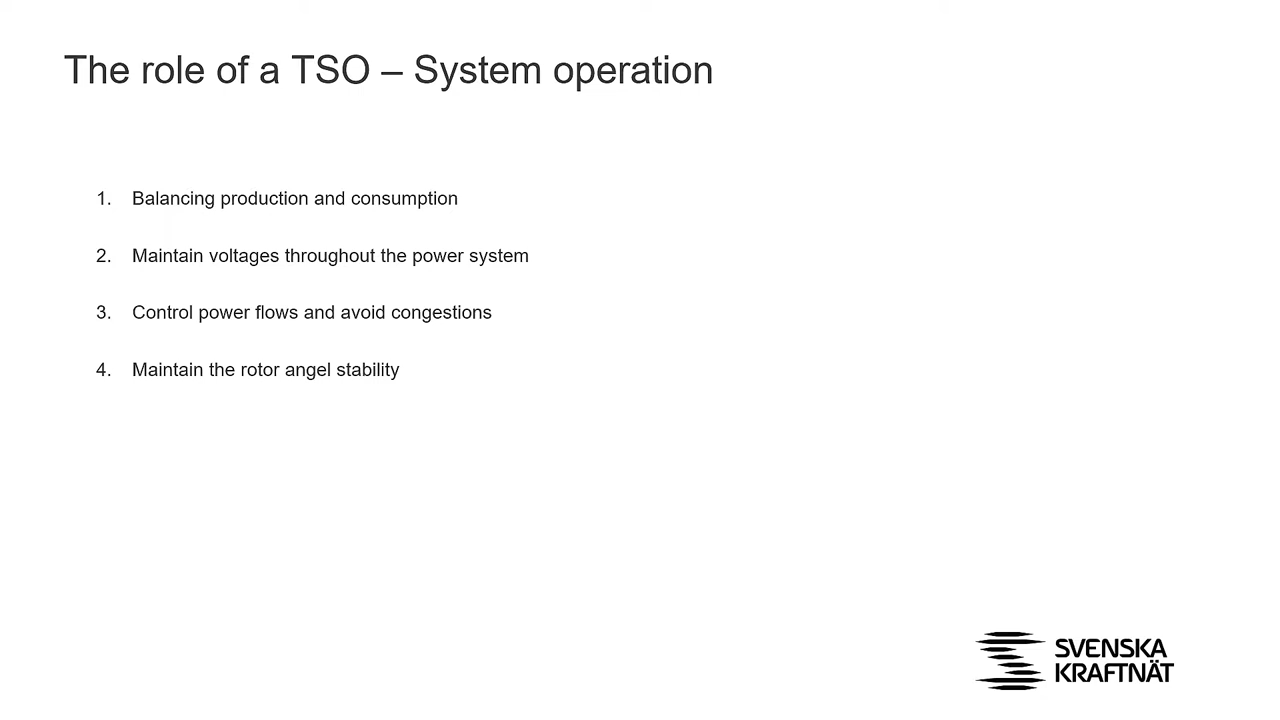 The role of a TSO – System operation
1. Balancing production and consumption
2. Maintain voltages throughout the power system
3. Control power flows and avoid congestions
4. Maintain the rotor angel stability
SVENSKA
KRAFTNÄT